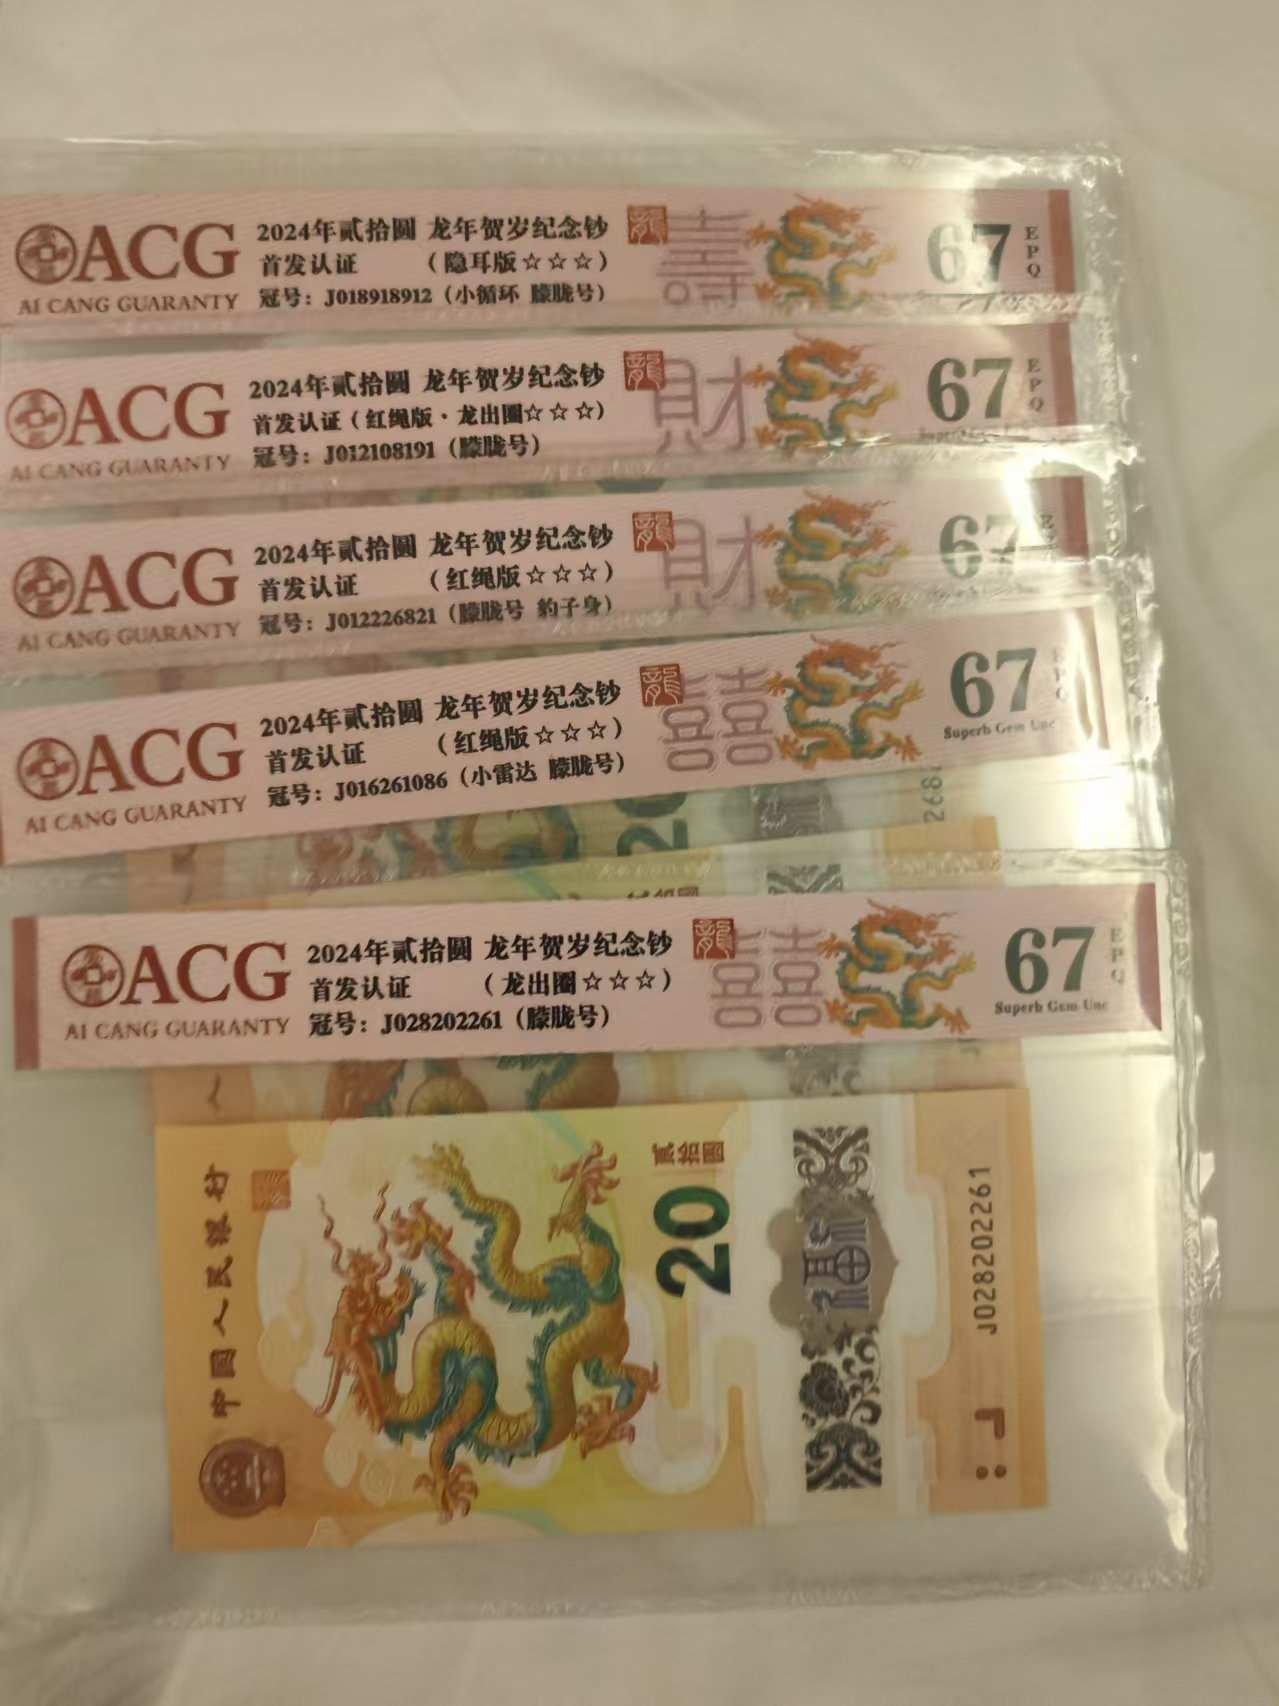 ACG 2024年贰拾圆 龙年贺岁纪念钞 龍 壽 67 EPQ
首发认证 （隐耳版☆☆☆）
AI CANG GUARANTY 冠号：J018918912（小循环 朦胧号）
ACG 2024年贰拾圆 龙年贺岁纪念钞 龍 財 67 EPQ
首发认证（红绳版·龙出圈☆☆☆）
AI CANG GUARANTY 冠号：J012108191（朦胧号）
ACG 2024年贰拾圆 龙年贺岁纪念钞 龍 財 67
首发认证 （红绳版☆☆☆）
AI CANG GUARANTY 冠号：J012226821（朦胧号 豹子身）
ACG 2024年贰拾圆 龙年贺岁纪念钞 龍 囍 67 EPQ
首发认证 （红绳版☆☆☆） Superb Gem Unc
AI CANG GUARANTY 冠号：J016261086（小雷达 朦胧号）
20
ACG 2024年贰拾圆 龙年贺岁纪念钞 龍 囍 67 EPQ
首发认证 （龙出圈☆☆☆） Superb Gem Unc
AI CANG GUARANTY 冠号：J028202261（朦胧号）
中国人民银行
贰拾圆
20
福
J028202261